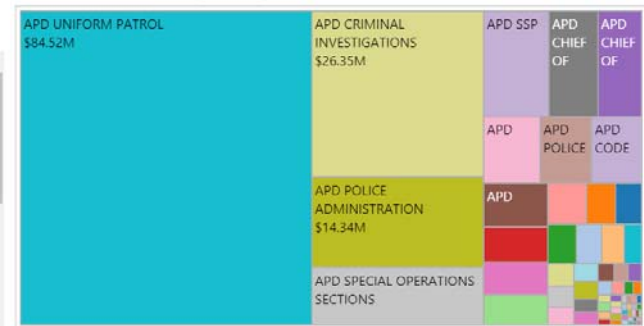 APD UNIFORM PATROL
$84.52M
APD CRIMINAL
INVESTIGATIONS
$26.35M
APD POLICE
ADMINISTRATION
$14.34M
APD SPECIAL OPERATIONS
SECTIONS
APD SSP
APD
CHIEF
OF
APD
CHIEF
OF
APD
APD
POLICE
APD
CODE
APD